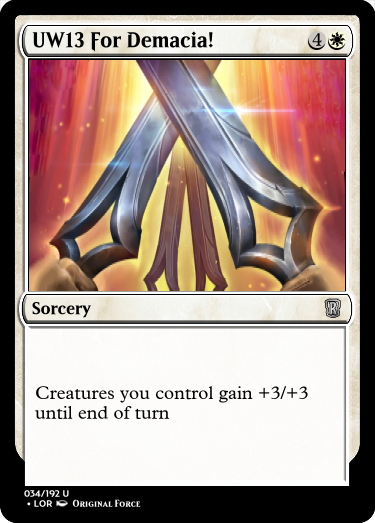 UW13 For Demacia! 4
Sorcery
Creatures you control gain +3/+3
until end of turn
034/192 U
• LOR Original Force